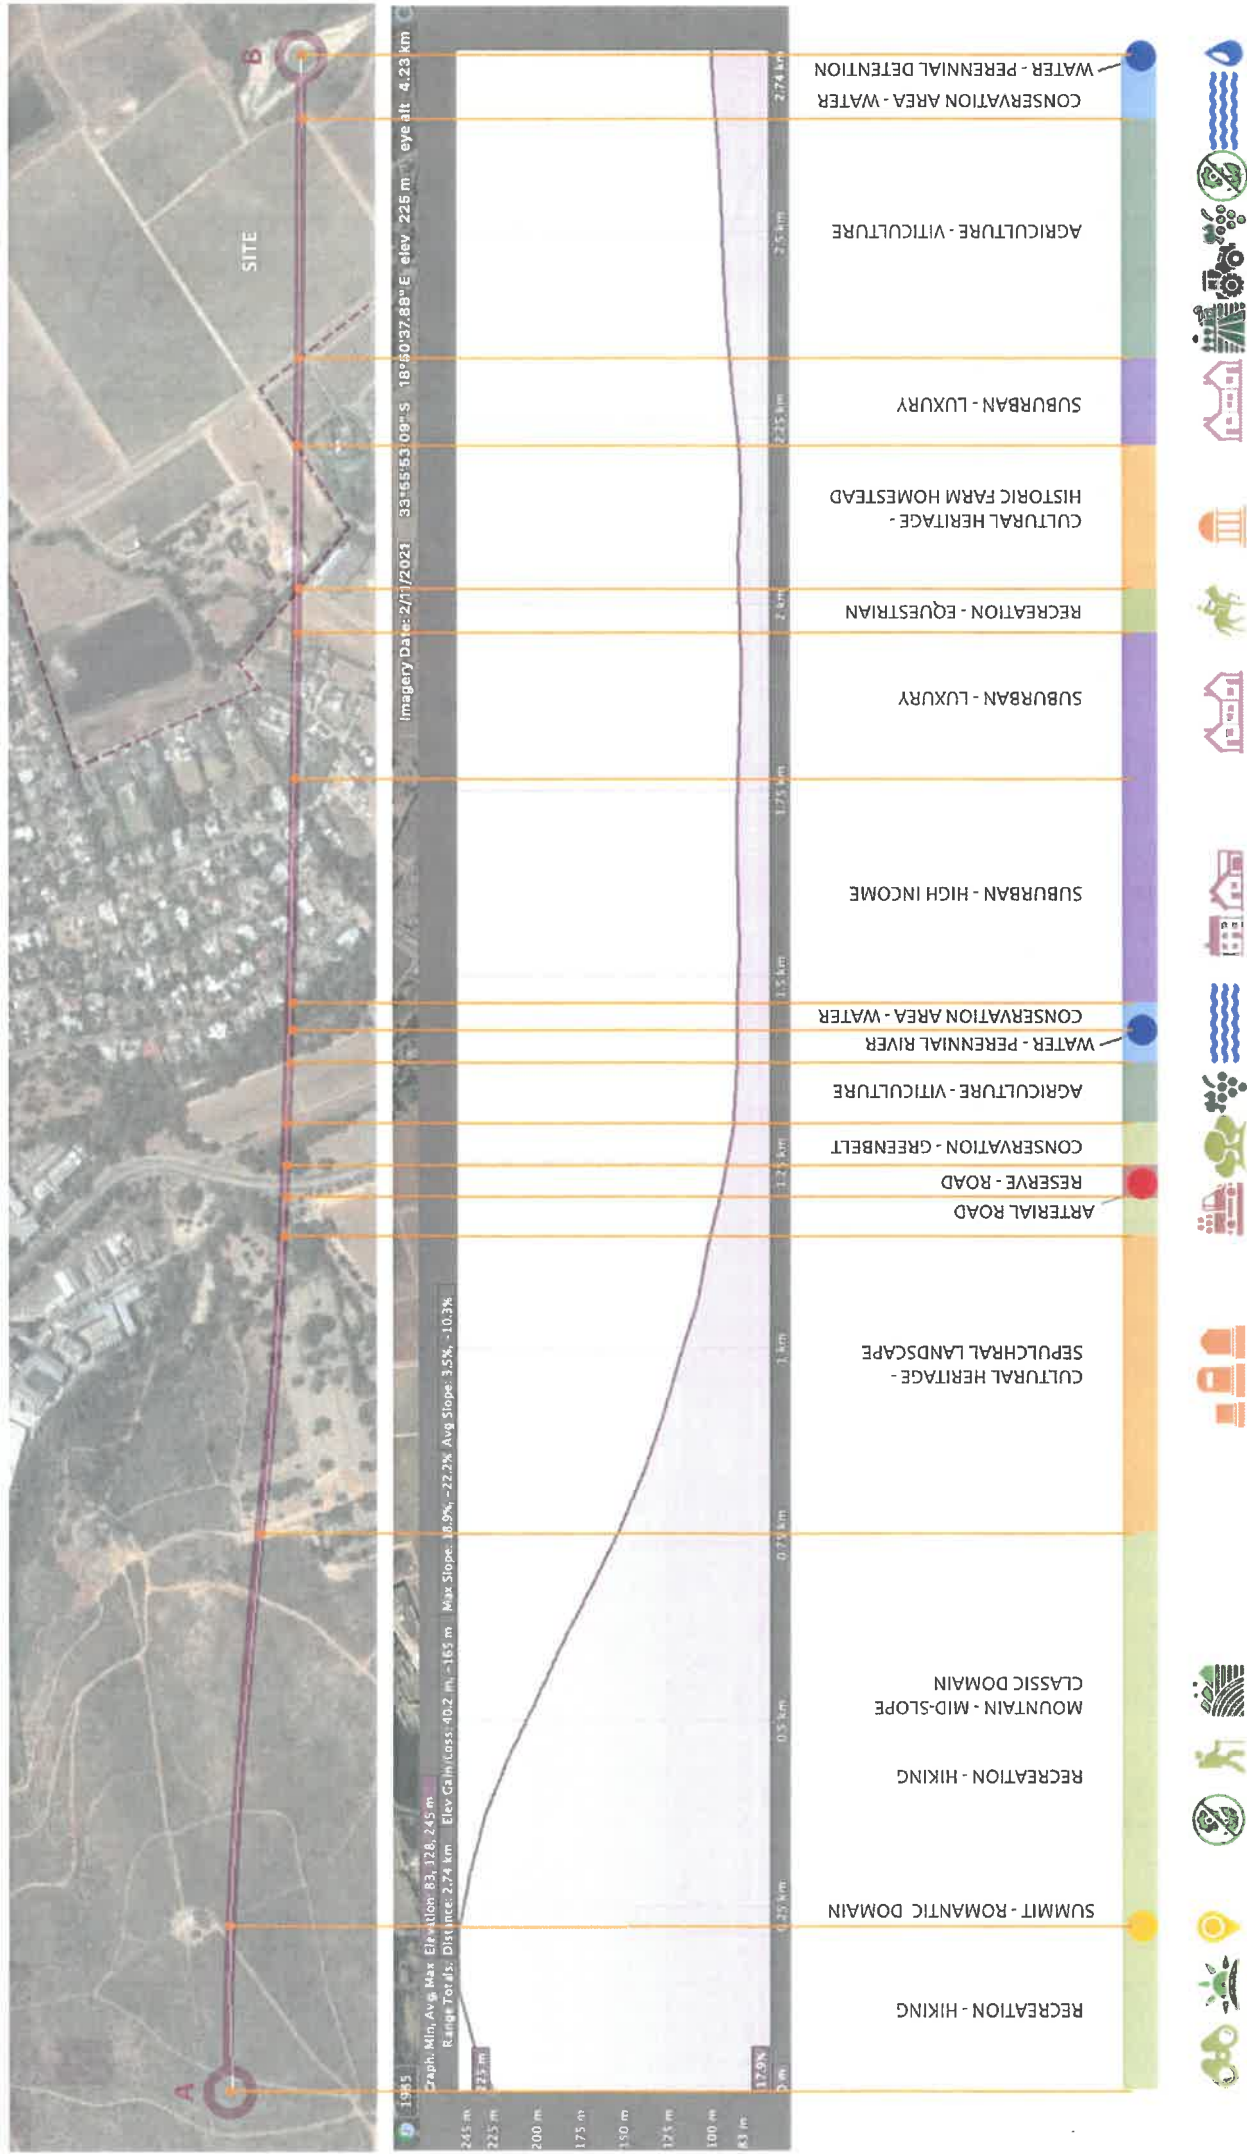 A
B
SITE
1985
Imagery Date: 2/11/2021
33°55'53.09" S
18°50'37.88" E
elev 225 m
eye alt 4.23 km
Graph: Min, Avg, Max Elevation: 83, 128, 245 m
Range Totals: Distance: 2.74 km Elev Gain/Loss: 40.2 m, -165 m Max Slope: 18.9%, -22.2% Avg Slope: 3.5%, -10.3%
245 m
225 m
200 m
175 m
150 m
125 m
100 m
83 m
225 m
17.9%
0.25 km
0.5 km
0.75 km
1 km
1.25 km
1.5 km
1.75 km
2 km
2.25 km
2.5 km
2.74 km
RECREATION - HIKING
SUMMIT - ROMANTIC DOMAIN
RECREATION - HIKING
MOUNTAIN - MID-SLOPE
CLASSIC DOMAIN
CULTURAL HERITAGE -
SEPULCHRAL LANDSCAPE
ARTERIAL ROAD
RESERVE - ROAD
CONSERVATION - GREENBELT
AGRICULTURE - VITICULTURE
WATER - PERENNIAL RIVER
CONSERVATION AREA - WATER
SUBURBAN - HIGH INCOME
SUBURBAN - LUXURY
RECREATION - EQUESTRIAN
CULTURAL HERITAGE -
HISTORIC FARM HOMESTEAD
SUBURBAN - LUXURY
AGRICULTURE - VITICULTURE
CONSERVATION AREA - WATER
WATER - PERENNIAL DETENTION